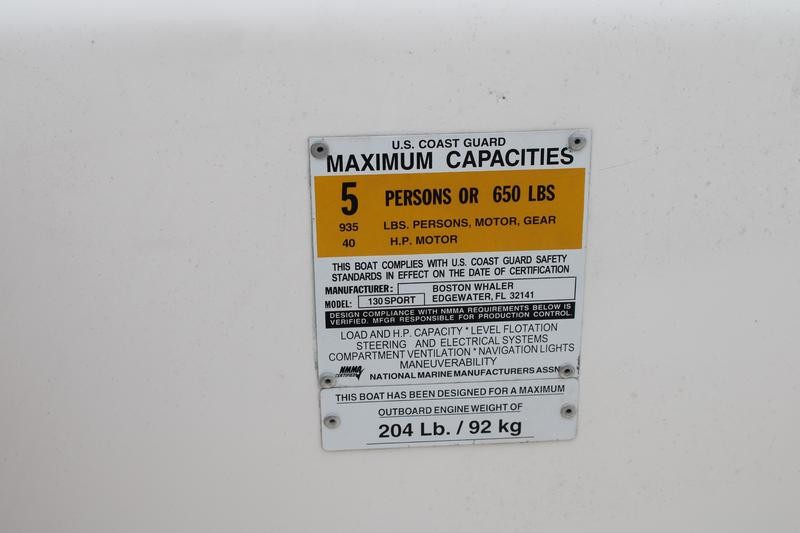 U.S. COAST GUARD
MAXIMUM CAPACITIES
5 PERSONS OR 650 LBS
935 LBS. PERSONS, MOTOR, GEAR
40 H.P. MOTOR
THIS BOAT COMPLIES WITH U.S. COAST GUARD SAFETY
STANDARDS IN EFFECT ON THE DATE OF CERTIFICATION
MANUFACTURER: BOSTON WHALER
MODEL: 130 SPORT EDGEWATER, FL 32141
DESIGN COMPLIANCE WITH NMMA REQUIREMENTS BELOW IS
VERIFIED. MFGR RESPONSIBLE FOR PRODUCTION CONTROL.
LOAD AND H.P. CAPACITY * LEVEL FLOTATION
STEERING AND ELECTRICAL SYSTEMS
COMPARTMENT VENTILATION * NAVIGATION LIGHTS
MANEUVERABILITY
NMMA
CERTIFIED
NATIONAL MARINE MANUFACTURERS ASSN
THIS BOAT HAS BEEN DESIGNED FOR A MAXIMUM
OUTBOARD ENGINE WEIGHT OF
204 Lb. / 92 kg